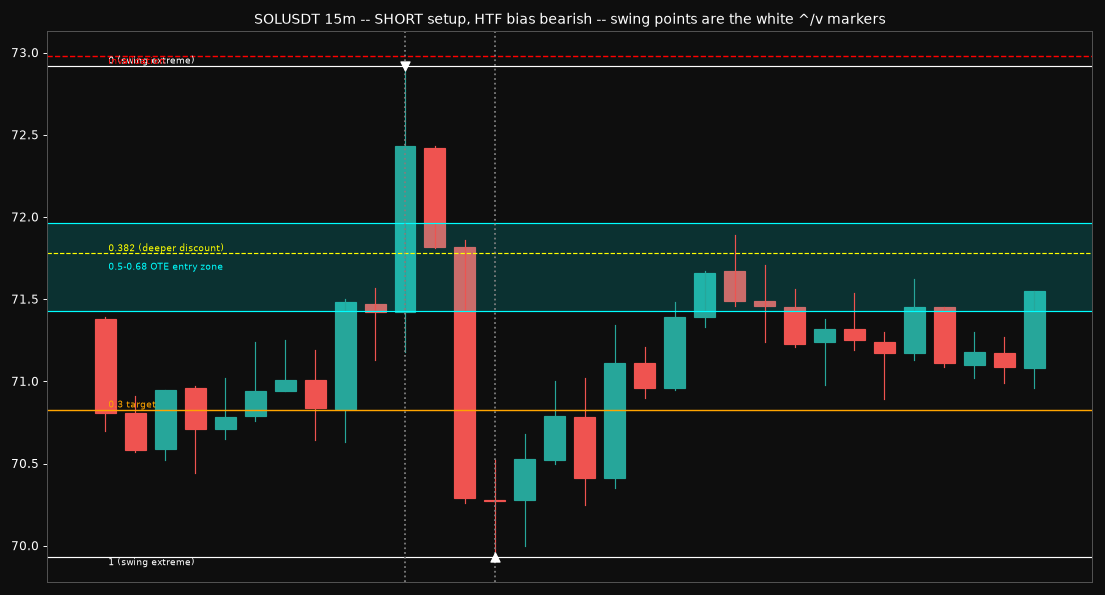 SOLUSDT 15m -- SHORT setup, HTF bias bearish -- swing points are the white ^/v markers
73.0
0 (swing extreme)
72.5
72.0
0.382 (deeper discount)
0.5-0.68 OTE entry zone
71.5
71.0
0.3 target
70.5
70.0
1 (swing extreme)